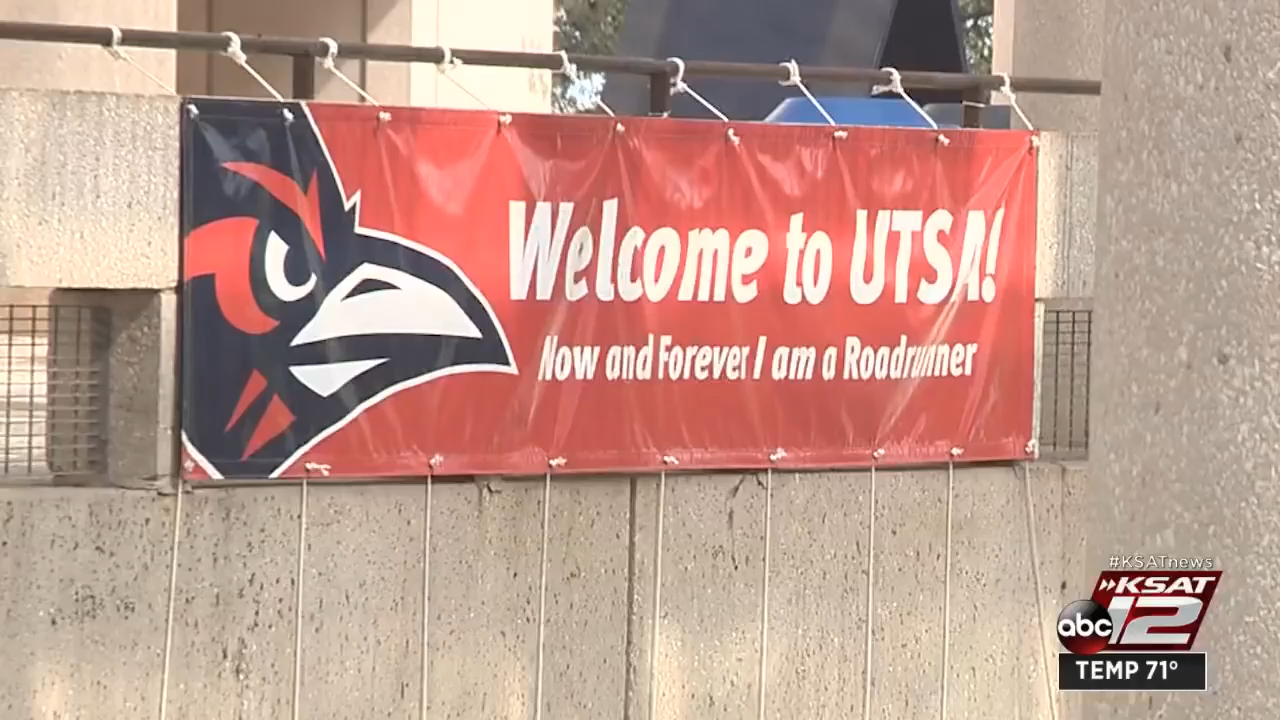 Welcome to UTSA!
Now and Forever I am a Roadrunner
#KSATnews
KSAT
abc 12
TEMP 71°